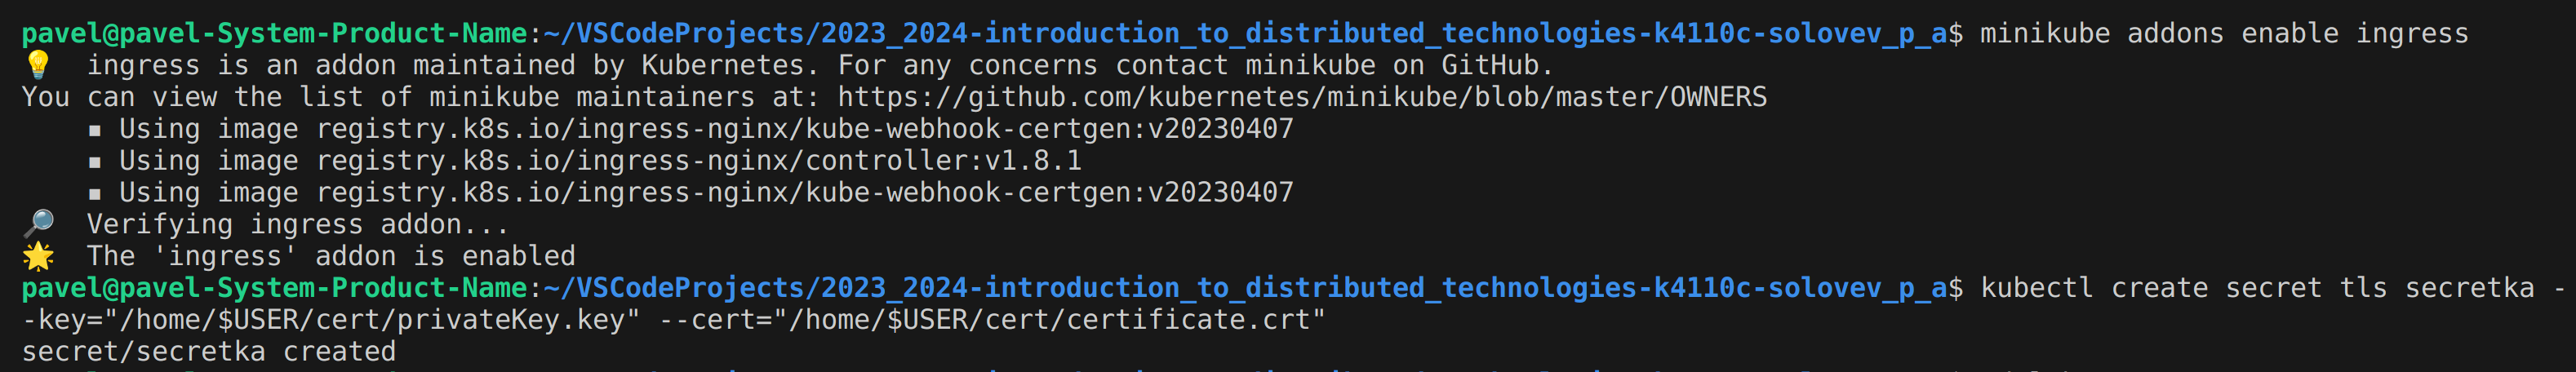 pavel@pavel-System-Product-Name:~/VSCodeProjects/2023_2024-introduction_to_distributed_technologies-k4110c-solovev_p_a$ minikube addons enable ingress
💡  ingress is an addon maintained by Kubernetes. For any concerns contact minikube on GitHub.
You can view the list of minikube maintainers at: https://github.com/kubernetes/minikube/blob/master/OWNERS
    ▪ Using image registry.k8s.io/ingress-nginx/kube-webhook-certgen:v20230407
    ▪ Using image registry.k8s.io/ingress-nginx/controller:v1.8.1
    ▪ Using image registry.k8s.io/ingress-nginx/kube-webhook-certgen:v20230407
🔎  Verifying ingress addon...
🌟  The 'ingress' addon is enabled
pavel@pavel-System-Product-Name:~/VSCodeProjects/2023_2024-introduction_to_distributed_technologies-k4110c-solovev_p_a$ kubectl create secret tls secretka -
-key="/home/$USER/cert/privateKey.key" --cert="/home/$USER/cert/certificate.crt"
secret/secretka created